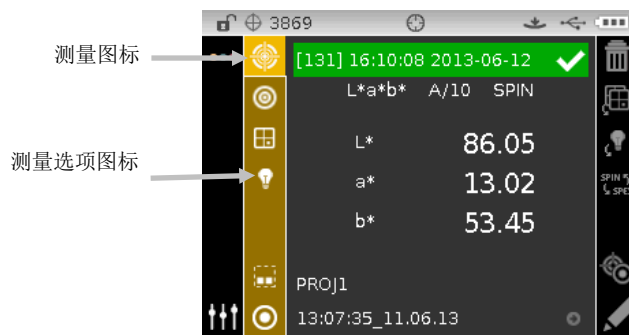 3869
测量图标
[131] 16:10:08 2013-06-12
L*a*b* A/10 SPIN
测量选项图标
L* 86.05
a* 13.02
b* 53.45
SPIN
SPE
PROJ1
13:07:35_11.06.13